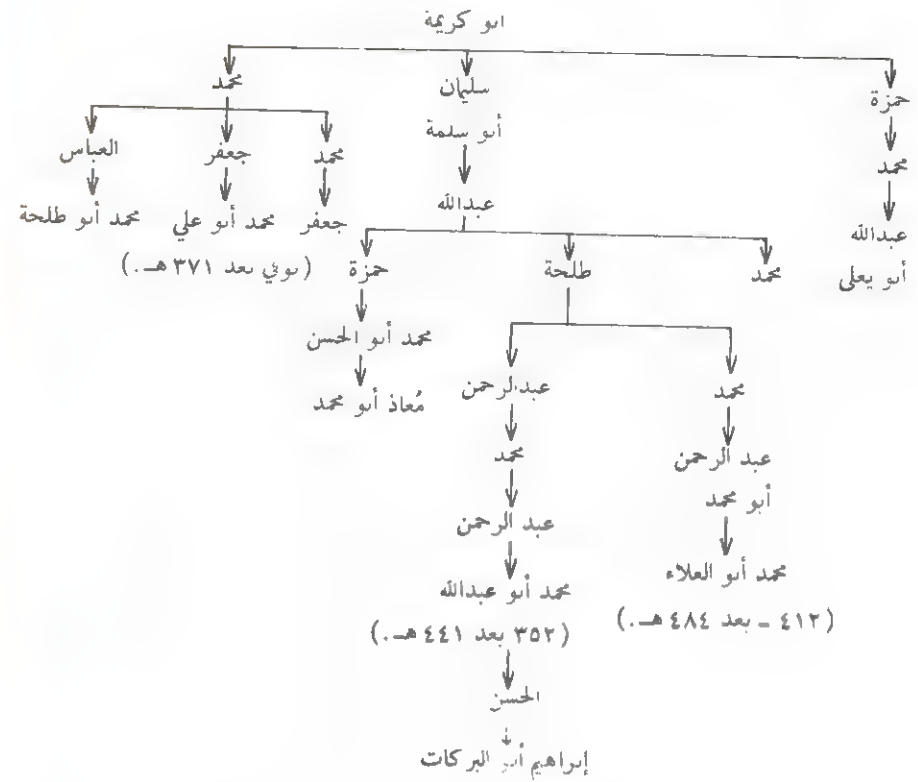 أبو كريمة
حمزة سليمان محمد
أبو سلمة
محمد محمد جعفر العباس
عبدالله
عبدالله جعفر محمد أبو علي محمد أبو طلحة
أبو يعلى محمد طلحة حمزة (توفي بعد ٣٧١ هـ.)
محمد أبو الحسن
محمد عبدالرحمن مُعاذ أبو محمد
عبد الرحمن محمد
أبو محمد
عبد الرحمن
محمد أبو العلاء محمد أبو عبدالله
(٤١٢ - بعد ٤٨٤ هـ.) (٣٥٢ بعد ٤٤١ هـ.)
الحسن
إبراهيم أبو البركات